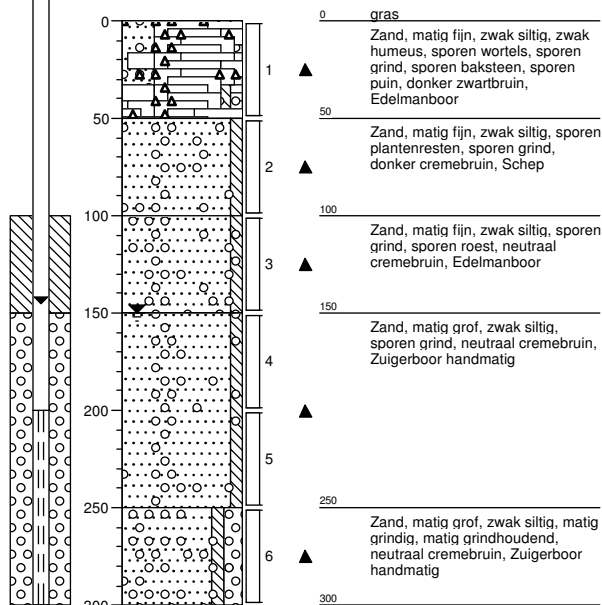 0
50
100
150
200
250
300
1
2
3
4
5
6
0
gras
Zand, matig fijn, zwak siltig, zwak
humeus, sporen wortels, sporen
grind, sporen baksteen, sporen
puin, donker zwartbruin,
Edelmanboor
50
Zand, matig fijn, zwak siltig, sporen
plantenresten, sporen grind,
donker cremebruin, Schep
100
Zand, matig fijn, zwak siltig, sporen
grind, sporen roest, neutraal
cremebruin, Edelmanboor
150
Zand, matig grof, zwak siltig,
sporen grind, neutraal cremebruin,
Zuigerboor handmatig
250
Zand, matig grof, zwak siltig, matig
grindig, matig grindhoudend,
neutraal cremebruin, Zuigerboor
handmatig
300